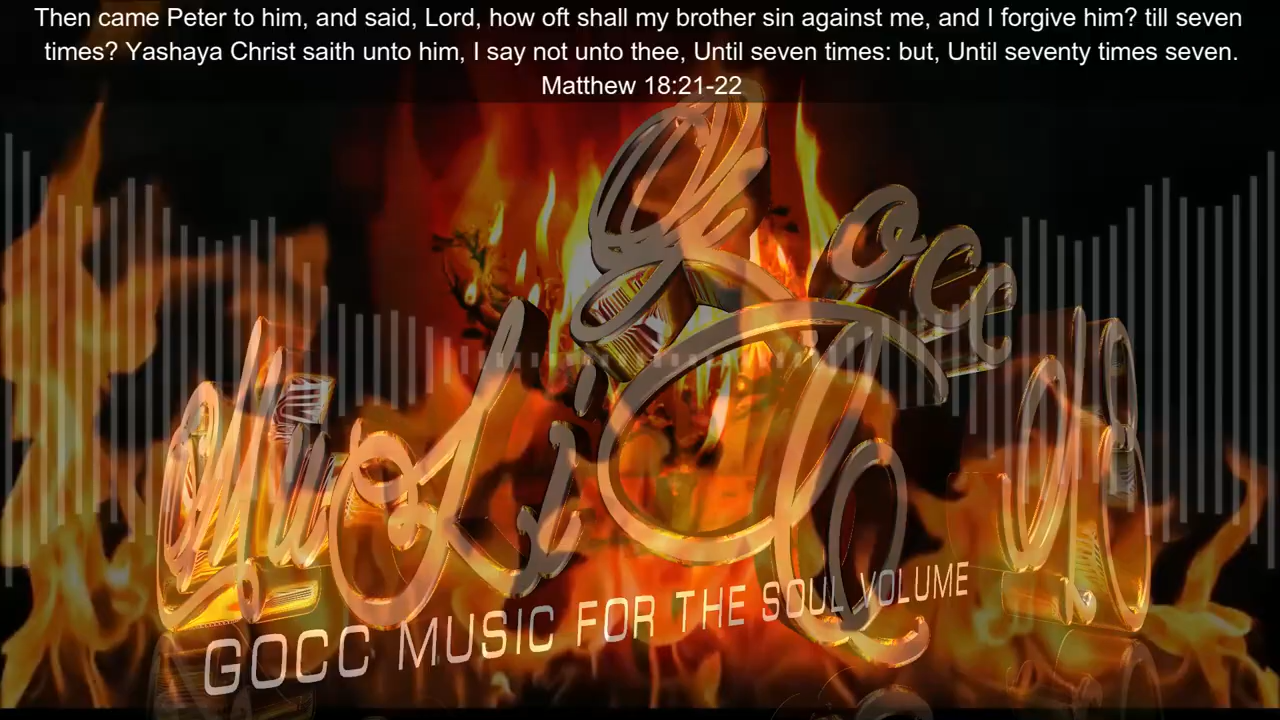 Then came Peter to him, and said, Lord, how oft shall my brother sin against me, and I forgive him? till seven
times? Yashaya Christ saith unto him, I say not unto thee, Until seven times: but, Until seventy times seven.
Matthew 18:21-22
GOCC MUSIC FOR THE SOUL VOLUME